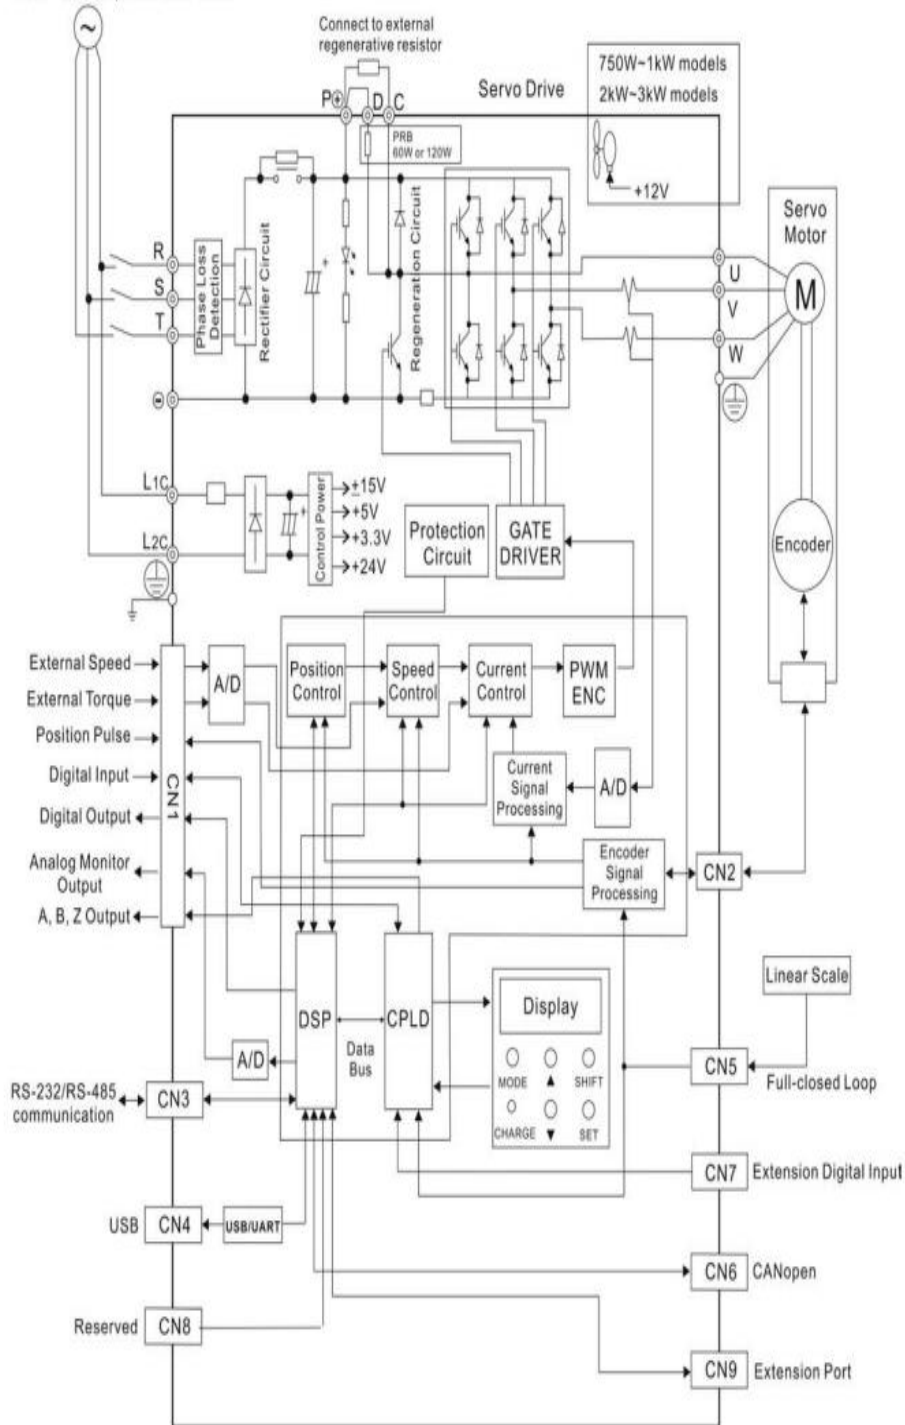 ~
Connect to external
regenerative resistor
P⊕
D
C
Servo Drive
750W~1kW models
2kW~3kW models
+12V
PRB
60W or 120W
Servo
Motor
R
S
T
Phase Loss
Detection
Rectifier Circuit
+
Regeneration Circuit
U
V
W
M
⊖
L1C
L2C
+
Control Power
±15V
+5V
+3.3V
+24V
Protection
Circuit
GATE
DRIVER
Encoder
External Speed
External Torque
Position Pulse
Digital Input
Digital Output
Analog Monitor
Output
A, B, Z Output
CN1
A/D
Position
Control
Speed
Control
Current
Control
PWM
ENC
Current
Signal
Processing
A/D
Encoder
Signal
Processing
CN2
DSP
Data
Bus
CPLD
Display
MODE
▲
SHIFT
CHARGE
▼
SET
Linear Scale
A/D
CN5
Full-closed Loop
RS-232/RS-485
communication
CN3
CN7
Extension Digital Input
USB
CN4
USB/UART
CN6
CANopen
Reserved
CN8
CN9
Extension Port